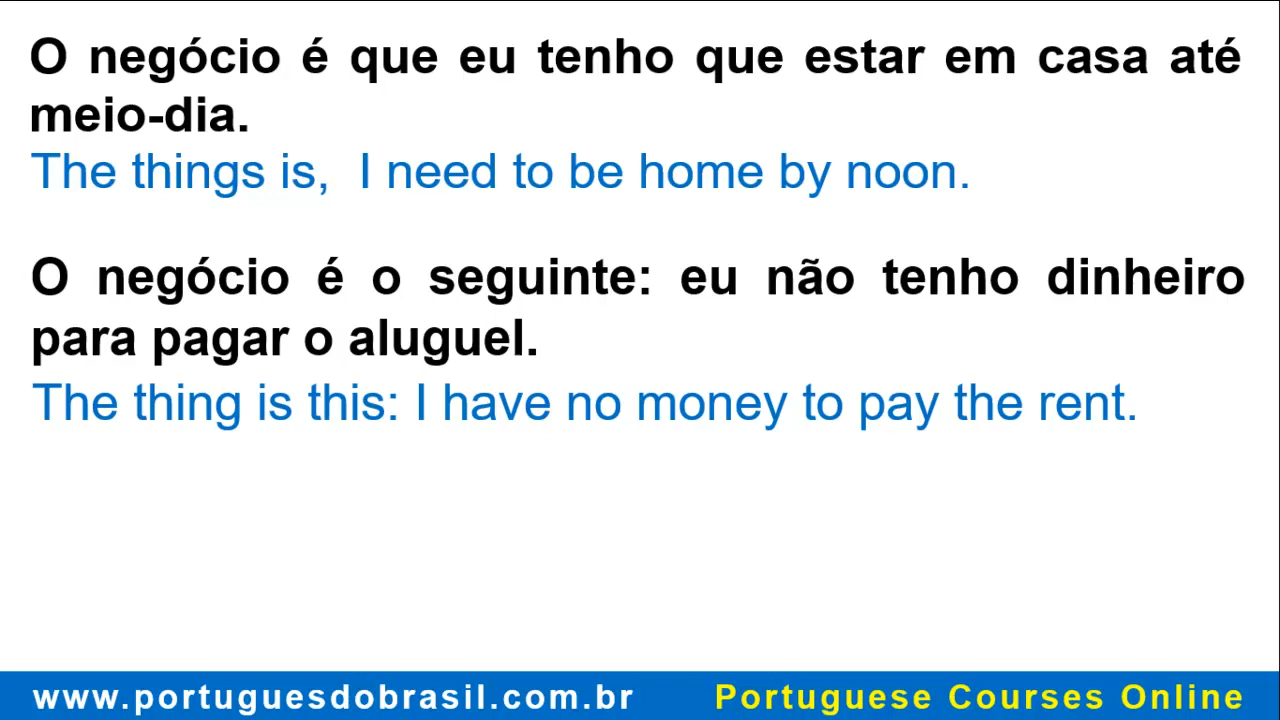 O negócio é que eu tenho que estar em casa até
meio-dia.
The things is, I need to be home by noon.
O negócio é o seguinte: eu não tenho dinheiro
para pagar o aluguel.
The thing is this: I have no money to pay the rent.
www.portuguesdobrasil.com.br Portuguese Courses Online